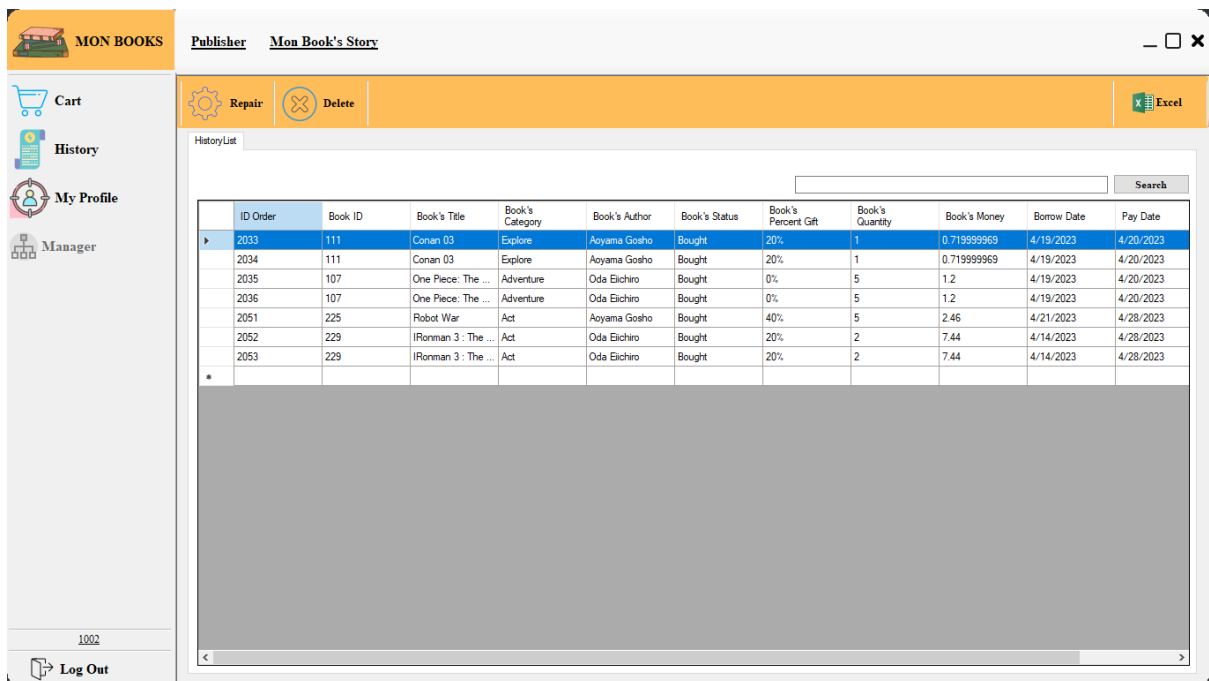 MON BOOKS
Publisher Mon Book's Story
Cart
History
My Profile
Manager
Repair Delete Excel
HistoryList
Search
ID Order Book ID Book's Title Book's Category Book's Author Book's Status Book's Percent Gift Book's Quantity Book's Money Borrow Date Pay Date
2033 111 Conan 03 Explore Aoyama Gosho Bought 20% 1 0.719999969 4/19/2023 4/20/2023
2034 111 Conan 03 Explore Aoyama Gosho Bought 20% 1 0.719999969 4/19/2023 4/20/2023
2035 107 One Piece: The ... Adventure Oda Eiichiro Bought 0% 5 1.2 4/19/2023 4/20/2023
2036 107 One Piece: The ... Adventure Oda Eiichiro Bought 0% 5 1.2 4/19/2023 4/20/2023
2051 225 Robot War Act Aoyama Gosho Bought 40% 5 2.46 4/21/2023 4/28/2023
2052 229 IRonman 3 : The ... Act Oda Eiichiro Bought 20% 2 7.44 4/14/2023 4/28/2023
2053 229 IRonman 3 : The ... Act Oda Eiichiro Bought 20% 2 7.44 4/14/2023 4/28/2023
1002
Log Out